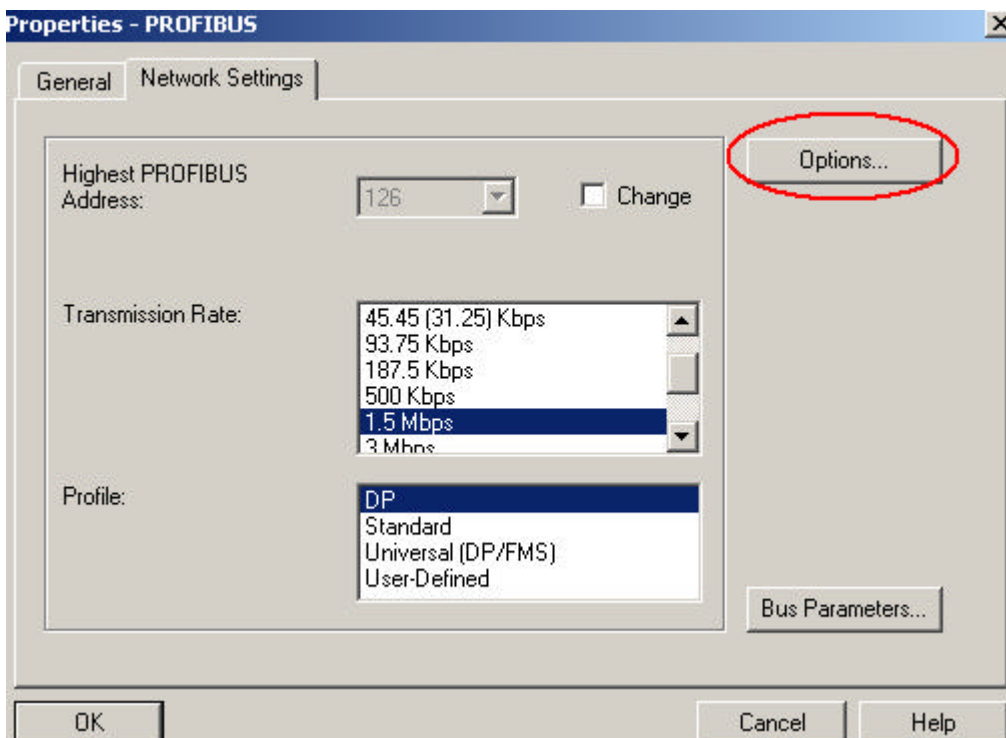 Properties - PROFIBUS
General Network Settings
Highest PROFIBUS
Address:
126
Change
Options...
Transmission Rate:
45.45 (31.25) Kbps
93.75 Kbps
187.5 Kbps
500 Kbps
1.5 Mbps
3 Mbps
Profile:
DP
Standard
Universal (DP/FMS)
User-Defined
Bus Parameters...
OK Cancel Help